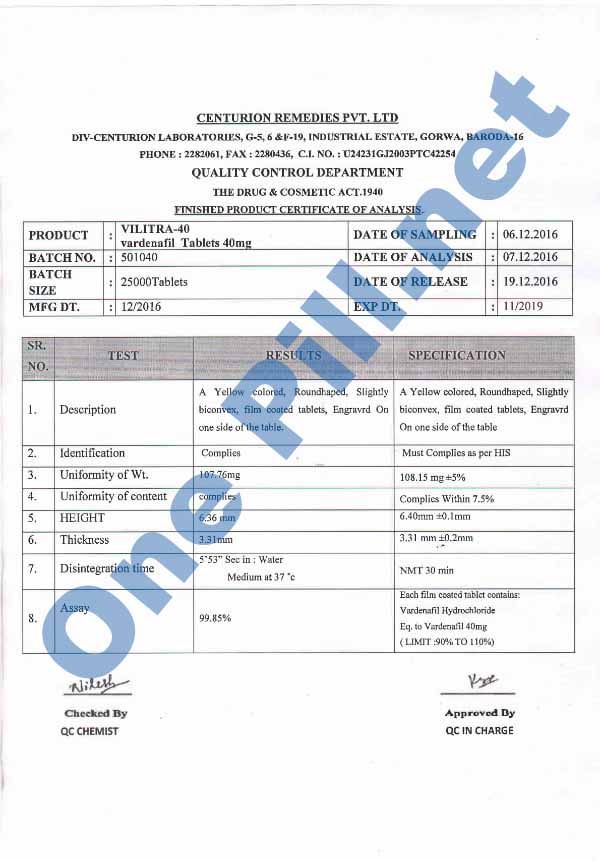 CENTURION REMEDIES PVT. LTD
DIV-CENTURION LABORATORIES, G-5, 6 &F-19, INDUSTRIAL ESTATE, GORWA, BARODA-16
PHONE : 2282061, FAX : 2280436, C.I. NO. : U24231GJ2003PTC42254
QUALITY CONTROL DEPARTMENT
THE DRUG & COSMETIC ACT.1940
FINISHED PRODUCT CERTIFICATE OF ANALYSIS.
PRODUCT : VILITRA-40 vardenafil Tablets 40mg DATE OF SAMPLING : 06.12.2016
BATCH NO. : 501040 DATE OF ANALYSIS : 07.12.2016
BATCH SIZE : 25000Tablets DATE OF RELEASE : 19.12.2016
MFG DT. : 12/2016 EXP DT. : 11/2019
SR. NO. TEST RESULTS SPECIFICATION
1. Description
A Yellow colored, Roundhaped, Slightly
biconvex, film coated tablets, Engravrd On
one side of the table.
A Yellow colored, Roundhaped, Slightly
biconvex, film coated tablets, Engravrd
On one side of the table
2. Identification Complies Must Complies as per HIS
3. Uniformity of Wt. 107.76mg 108.15 mg ±5%
4. Uniformity of content complies Complies Within 7.5%
5. HEIGHT 6.36 mm 6.40mm ±0.1mm
6. Thickness 3.31mm 3.31 mm ±0.2mm
7. Disintegration time
5'53" Sec in : Water
Medium at 37 °c
NMT 30 min
8. Assay 99.85%
Each film coated tablet contains:
Vardenafil Hydrochloride
Eq. to Vardenafil 40mg
( LIMIT :90% TO 110%)
Nilesh
Checked By
QC CHEMIST
Approved By
QC IN CHARGE
One Pill.net